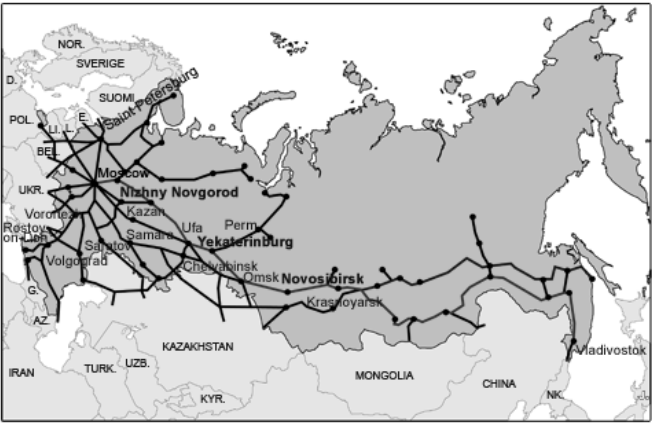 NOR.
SVERIGE
D.
SUOMI
Saint Petersburg
POL.
LI.
L.
E.
BEL.
Moscow
UKR.
Nizhny Novgorod
Voronezh
Kazan
Rostov-
on-Don
Samara
Ufa
Perm
Saratov
Yekaterinburg
Volgograd
Chelyabinsk
Omsk
Novosibirsk
Krasnoyarsk
G.
AZ.
KAZAKHSTAN
Vladivostok
IRAN
TURK.
UZB.
MONGOLIA
CHINA
KYR.
NK.